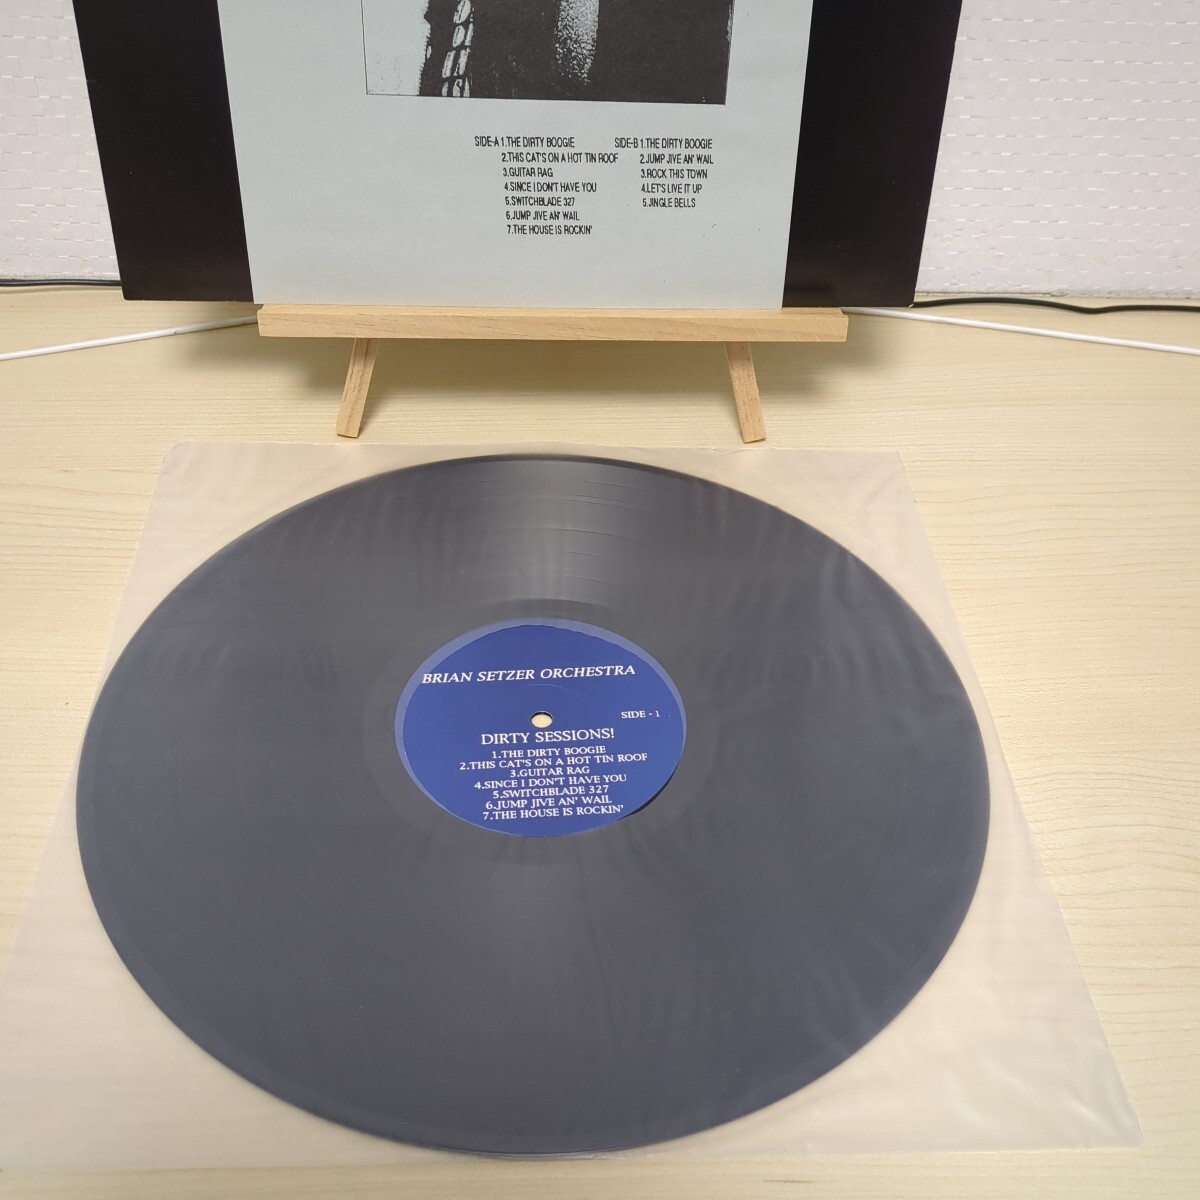 SIDE-A 1.THE DIRTY BOOGIE
2.THIS CAT'S ON A HOT TIN ROOF
3.GUITAR RAG
4.SINCE I DON'T HAVE YOU
5.SWITCHBLADE 327
6.JUMP JIVE AN' WAIL
7.THE HOUSE IS ROCKIN'
SIDE-B 1.THE DIRTY BOOGIE
2.JUMP JIVE AN' WAIL
3.ROCK THIS TOWN
4.LET'S LIVE IT UP
5.JINGLE BELLS
BRIAN SETZER ORCHESTRA
SIDE - 1
DIRTY SESSIONS!
1.THE DIRTY BOOGIE
2.THIS CAT'S ON A HOT TIN ROOF
3.GUITAR RAG
4.SINCE I DON'T HAVE YOU
5.SWITCHBLADE 327
6.JUMP JIVE AN' WAIL
7.THE HOUSE IS ROCKIN'